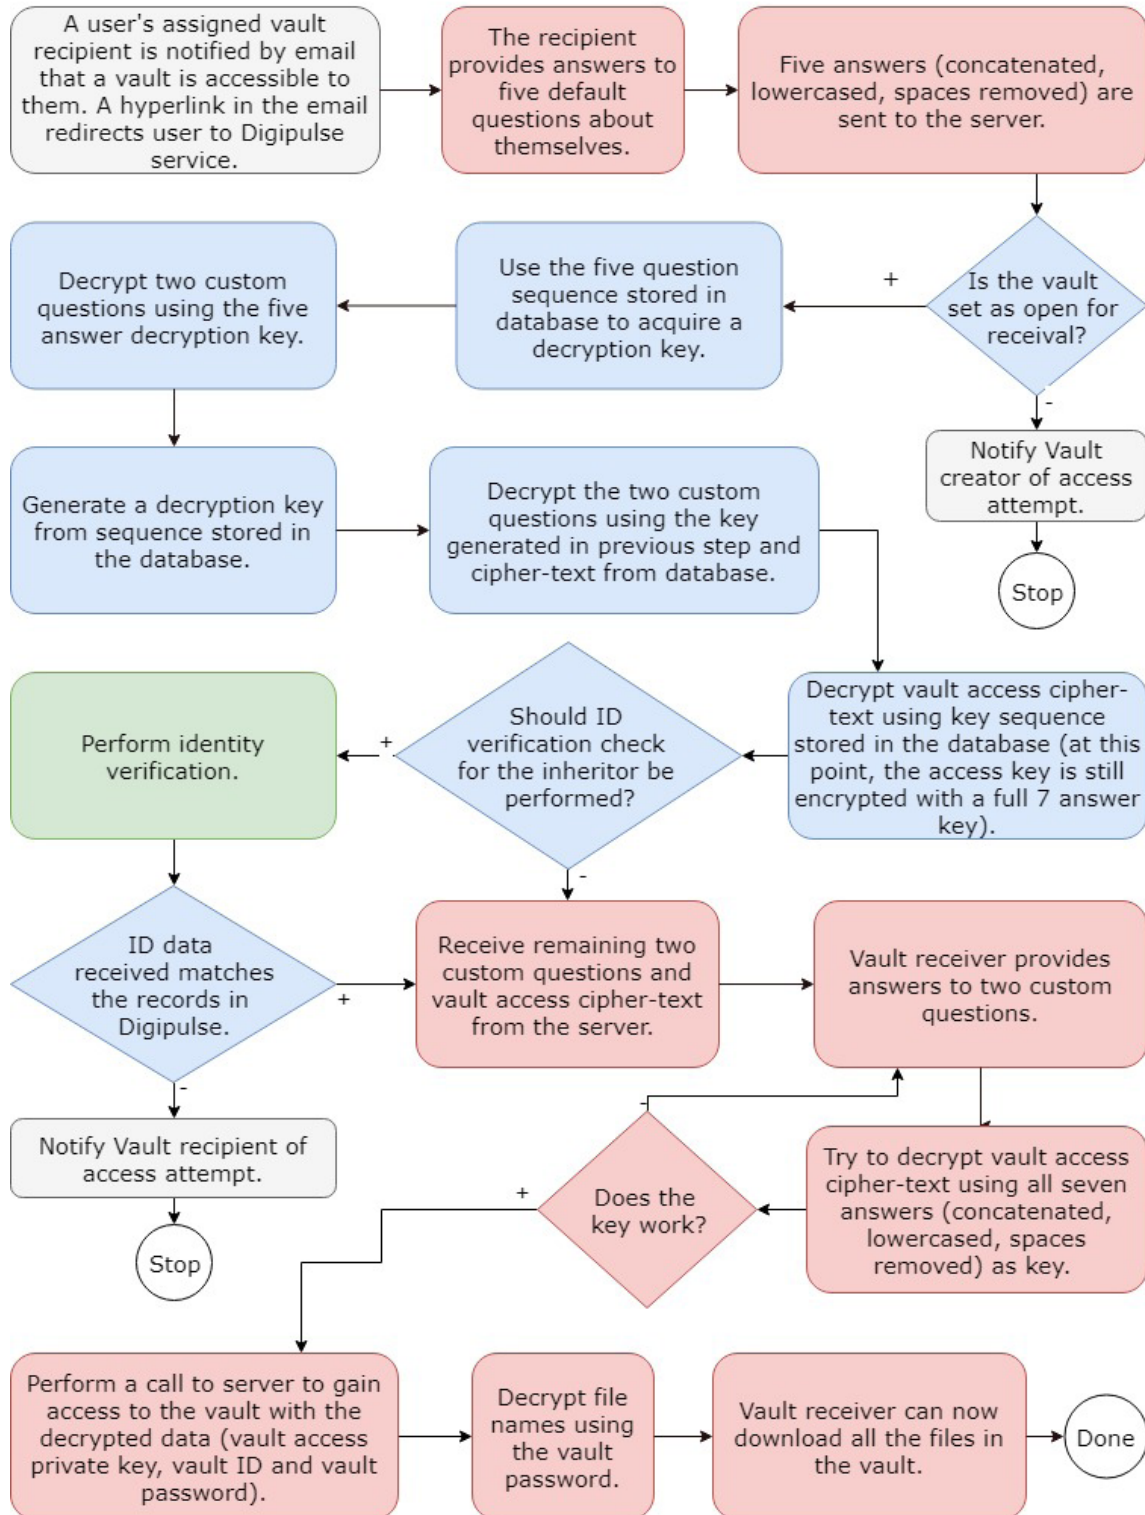 A user's assigned vault
recipient is notified by email
that a vault is accessible to
them. A hyperlink in the email
redirects user to Digipulse
service.
The recipient
provides answers to
five default
questions about
themselves.
Five answers (concatenated,
lowercased, spaces removed) are
sent to the server.
Is the vault
set as open for
receival?
+
-
Use the five question
sequence stored in
database to acquire a
decryption key.
Decrypt two custom
questions using the five
answer decryption key.
Notify Vault
creator of access
attempt.
Stop
Generate a decryption key
from sequence stored in
the database.
Decrypt the two custom
questions using the key
generated in previous step and
cipher-text from database.
Decrypt vault access cipher-
text using key sequence
stored in the database (at this
point, the access key is still
encrypted with a full 7 answer
key).
Should ID
verification check
for the inheritor be
performed?
+
-
Perform identity
verification.
ID data
received matches
the records in
Digipulse.
+
-
Receive remaining two
custom questions and
vault access cipher-text
from the server.
Vault receiver provides
answers to two custom
questions.
Notify Vault recipient of
access attempt.
Stop
Try to decrypt vault access
cipher-text using all seven
answers (concatenated,
lowercased, spaces
removed) as key.
Does the
key work?
-
+
Perform a call to server to gain
access to the vault with the
decrypted data (vault access
private key, vault ID and vault
password).
Decrypt file
names using
the vault
password.
Vault receiver can now
download all the files in
the vault.
Done